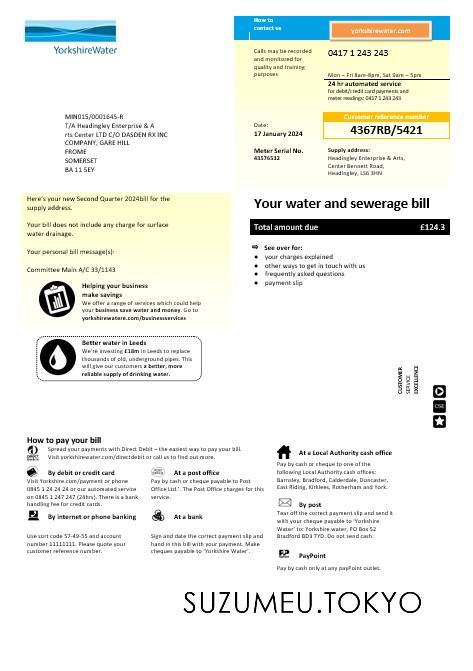 YorkshireWater
How to
contact us
yorkshirewater.com
Calls may be recorded
and monitored for
quality and training
purposes
0417 1 243 243
Mon – Fri 8am-8pm, Sat 9am – 5pm
24 hr automated service
for debit/credit card payments and
meter readings: 0417 1 243 243
Customer reference number
4367RB/5421
Date:
17 January 2024
Meter Serial No.
43576532
Supply address:
Headingley Enterprise & Arts,
Center Bennett Road,
Headingley, LS6 3HN
MIN015/0001645-R
T/A Headingley Enterprise & A
rts Center LTD C/O DASDEN RX INC
COMPANY, GARE HILL
FROME
SOMERSET
BA 11 5EY
Here's your new Second Quarter 2024bill for the
supply address.
Your bill does not include any charge for surface
water drainage.
Your personal bill message(s):
Committee Main A/C 33/1143
Helping your business
make savings
We offer a range of services which could help
your business save water and money. Go to
yorkshirewatere.com/businesservices
Better water in Leeds
We're investing £18m in Leeds to replace
thousands of old, underground pipes. This
will give our customers a better, more
reliable supply of drinking water.
Your water and sewerage bill
Total amount due £124.3
See over for:
your charges explained
other ways to get in touch with us
frequently asked questions
payment slip
CUSTOMER
SERVICE
EXCELLENCE
CSE
How to pay your bill
Spread your payments with Direct Debit – the easiest way to pay your bill.
Visit yorkshirewater.com/directdebit or call us to find out more.
By debit or credit card
Visit Yorkshire.com/payment or phone
0845 1 24 24 24 or our automated service
on 0845 1 247 247 (24hrs). There is a bank
handling fee for credit cards.
At a post office
Pay by cash or cheque payable to Post
Office Ltd.'. The Post Office charges for this
service.
By internet or phone banking
Use sort code 57-49-55 and account
number 11111111. Please quote your
customer reference number.
At a bank
Sign and date the correct payment slip and
hand in this bill with your payment. Make
cheques payable to 'Yorkshire Water'.
At a Local Authority cash office
Pay by cash or cheque to one of the
following Local Authority cash offices:
Barnsley, Bradford, Calderdale, Doncaster,
East Riding, Kirklees, Rotherham and York.
By post
Tear off the correct payment slip and send it
with your cheque payable to 'Yorkshire
Water' to: Yorkshire water, PO Box 52
Bradford BD3 7YD. Do not send cash.
PayPoint
Pay by cash only at any payPoint outlet.
SUZUMEU.TOKYO